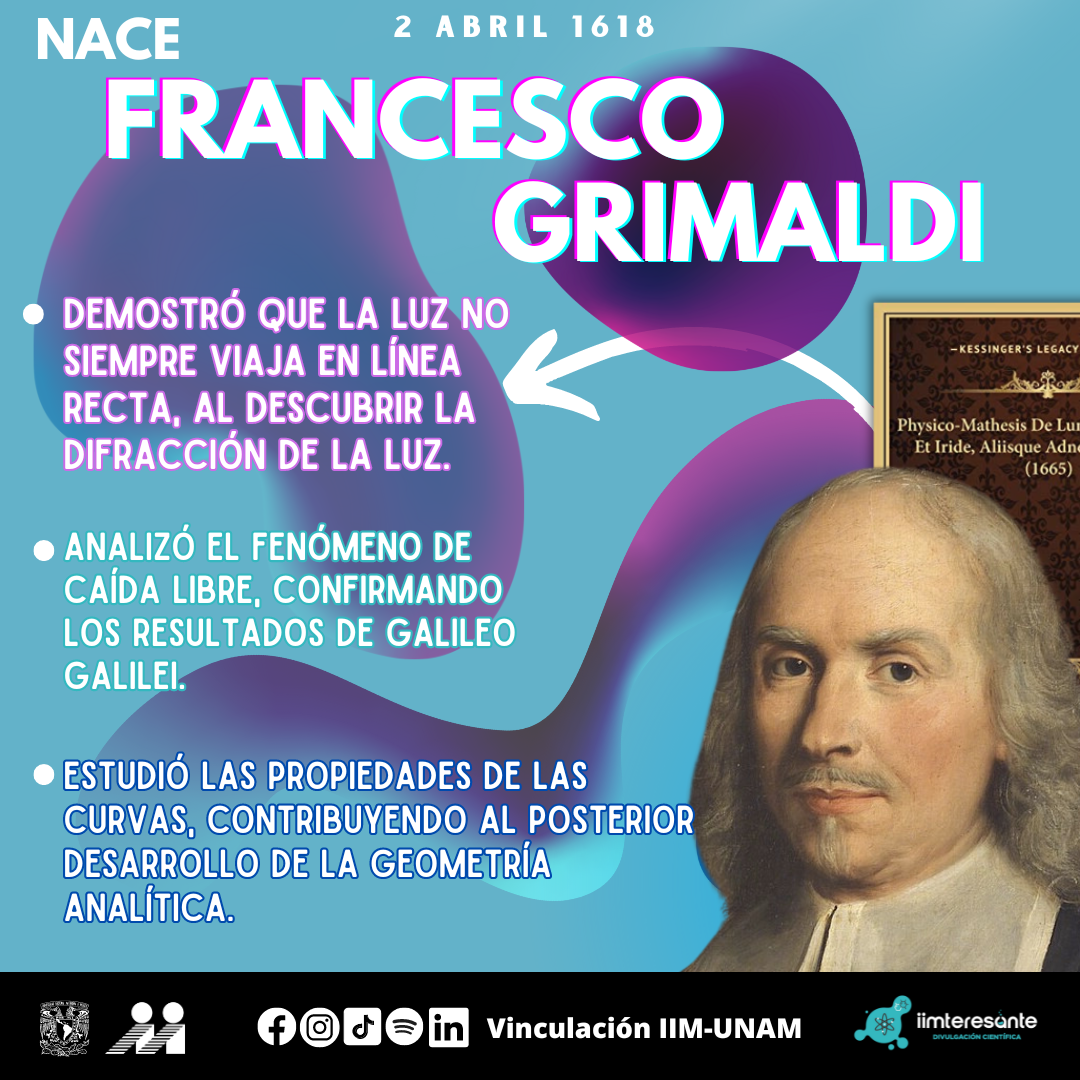 NACE
2 ABRIL 1618
FRANCESCO
GRIMALDI
DEMOSTRÓ QUE LA LUZ NO
SIEMPRE VIAJA EN LÍNEA
RECTA, AL DESCUBRIR LA
DIFRACCIÓN DE LA LUZ.
ANALIZÓ EL FENÓMENO DE
CAÍDA LIBRE, CONFIRMANDO
LOS RESULTADOS DE GALILEO
GALILEI.
ESTUDIÓ LAS PROPIEDADES DE LAS
CURVAS, CONTRIBUYENDO AL POSTERIOR
DESARROLLO DE LA GEOMETRÍA
ANALÍTICA.
—KESSINGER'S LEGACY
Physico-Mathesis De
Et Iride, Aliisque
(1665)
Vinculación IIM-UNAM
iimteresante
DIVULGACIÓN CIENTÍFICA